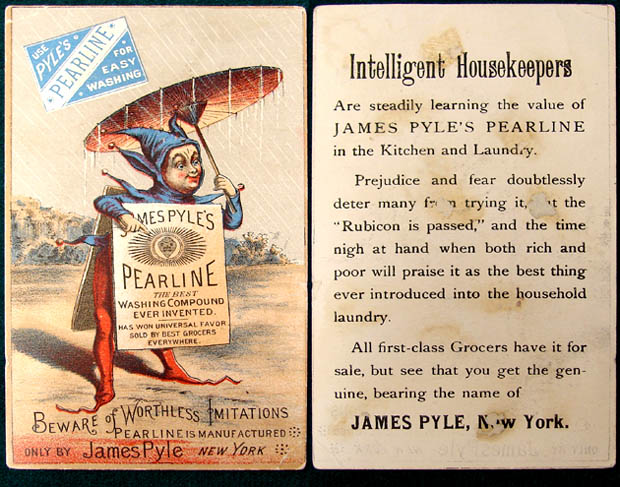 USE
PYLE'S
PEARLINE
FOR
EASY
WASHING
JAMES PYLE'S
PEARLINE
THE BEST
WASHING COMPOUND
EVER INVENTED.
HAS WON UNIVERSAL FAVOR
SOLD BY BEST GROCERS
EVERYWHERE.
BEWARE of WORTHLESS IMITATIONS
PEARLINE IS MANUFACTURED
ONLY BY James Pyle NEW YORK
Intelligent Housekeepers
Are steadily learning the value of
JAMES PYLE'S PEARLINE
in the Kitchen and Laundry.
Prejudice and fear doubtlessly
deter many from trying it, but the
"Rubicon is passed," and the time
nigh at hand when both rich and
poor will praise it as the best thing
ever introduced into the household
laundry.
All first-class Grocers have it for
sale, but see that you get the gen-
uine, bearing the name of
JAMES PYLE, New York.